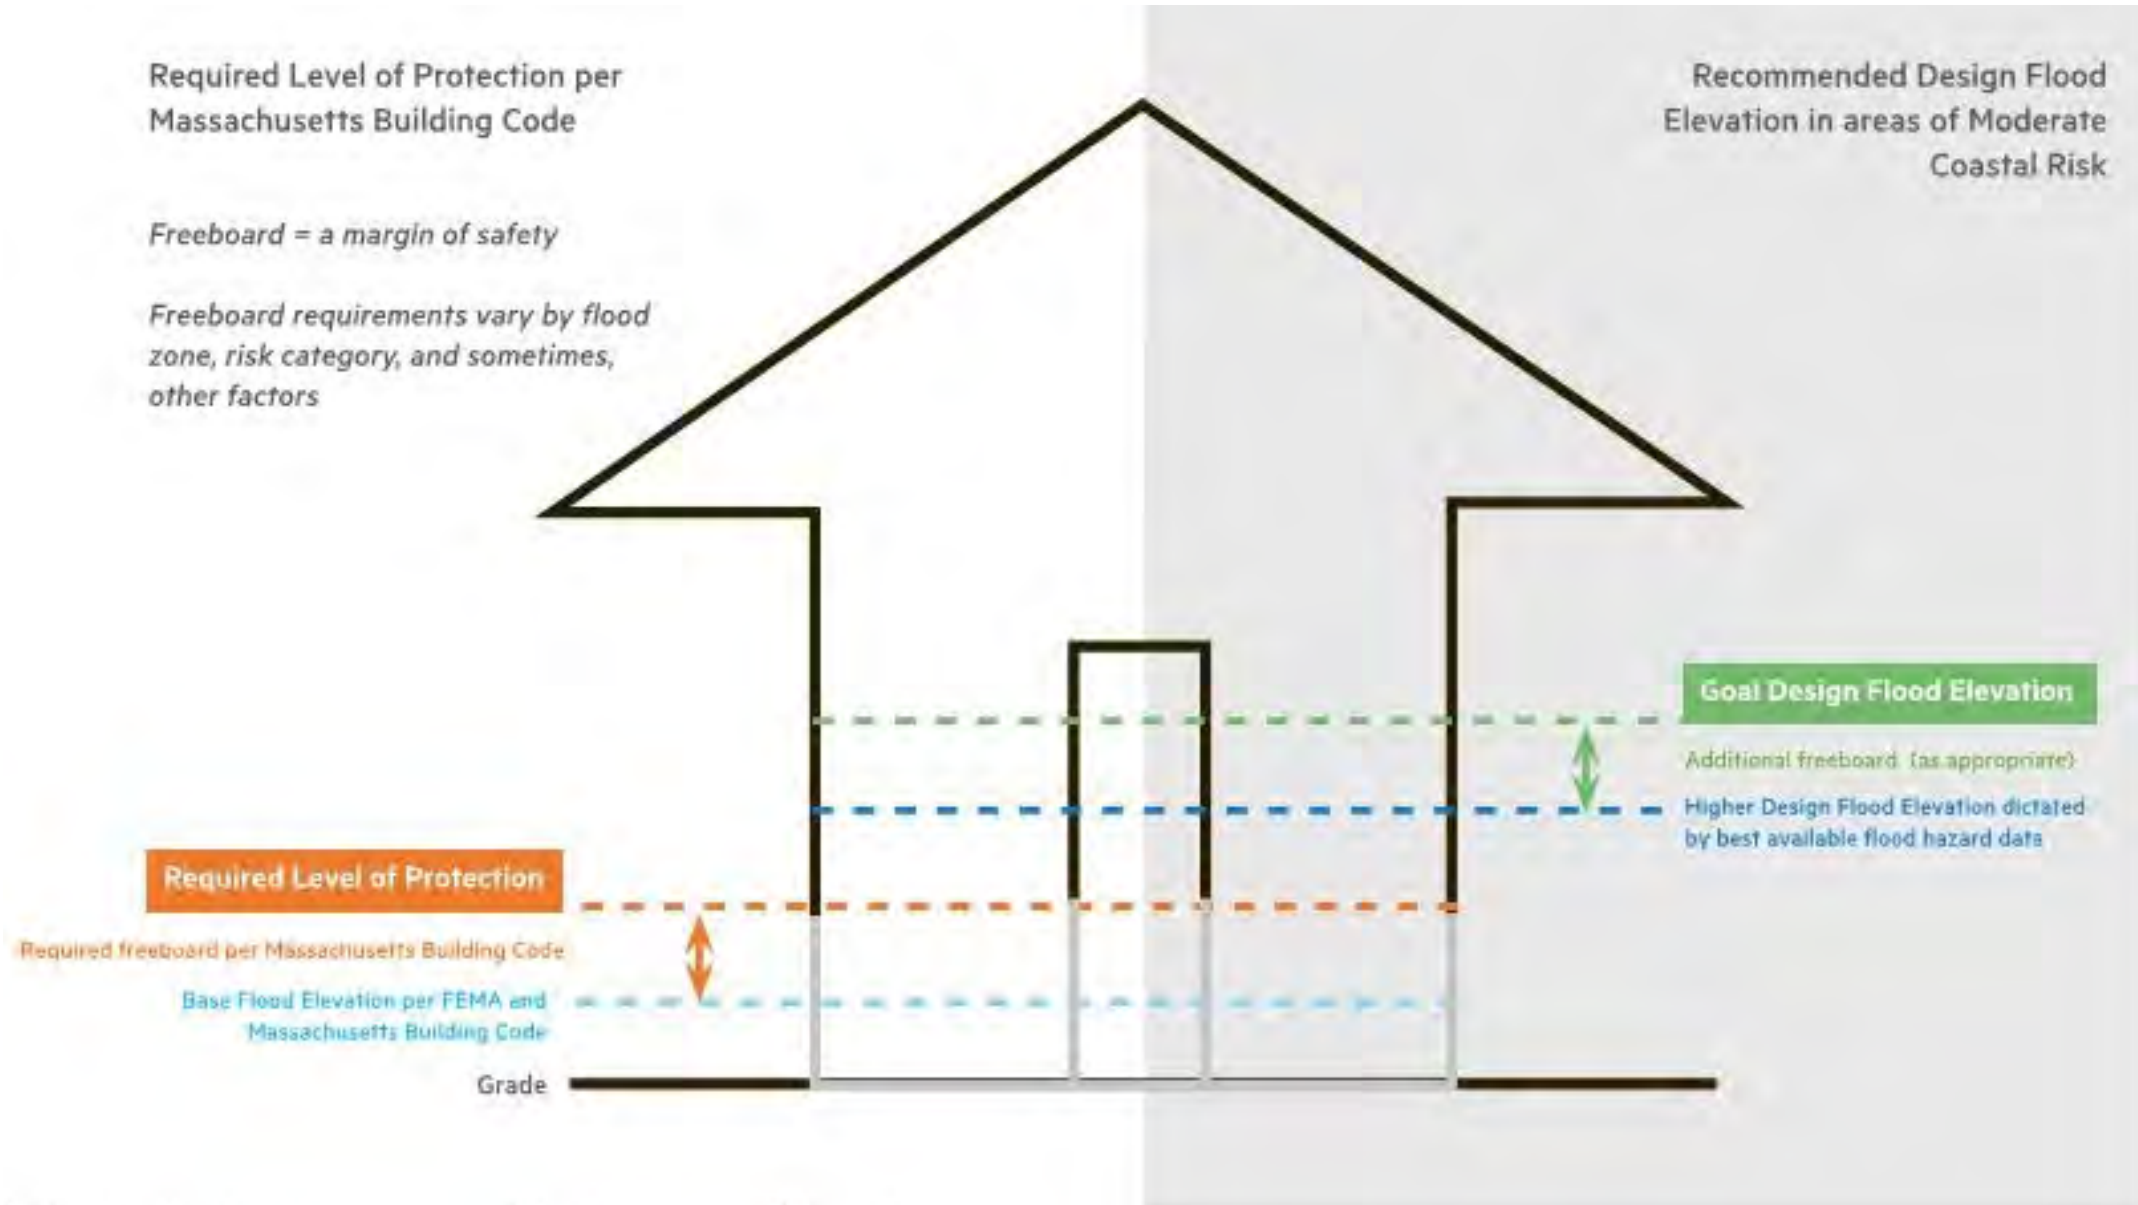 Required Level of Protection per
Massachusetts Building Code
Freeboard = a margin of safety
Freeboard requirements vary by flood
zone, risk category, and sometimes,
other factors
Recommended Design Flood
Elevation in areas of Moderate
Coastal Risk
Goal Design Flood Elevation
Additional freeboard (as appropriate)
Higher Design Flood Elevation dictated
by best available flood hazard data
Required Level of Protection
Required freeboard per Massachusetts Building Code
Base Flood Elevation per FEMA and
Massachusetts Building Code
Grade